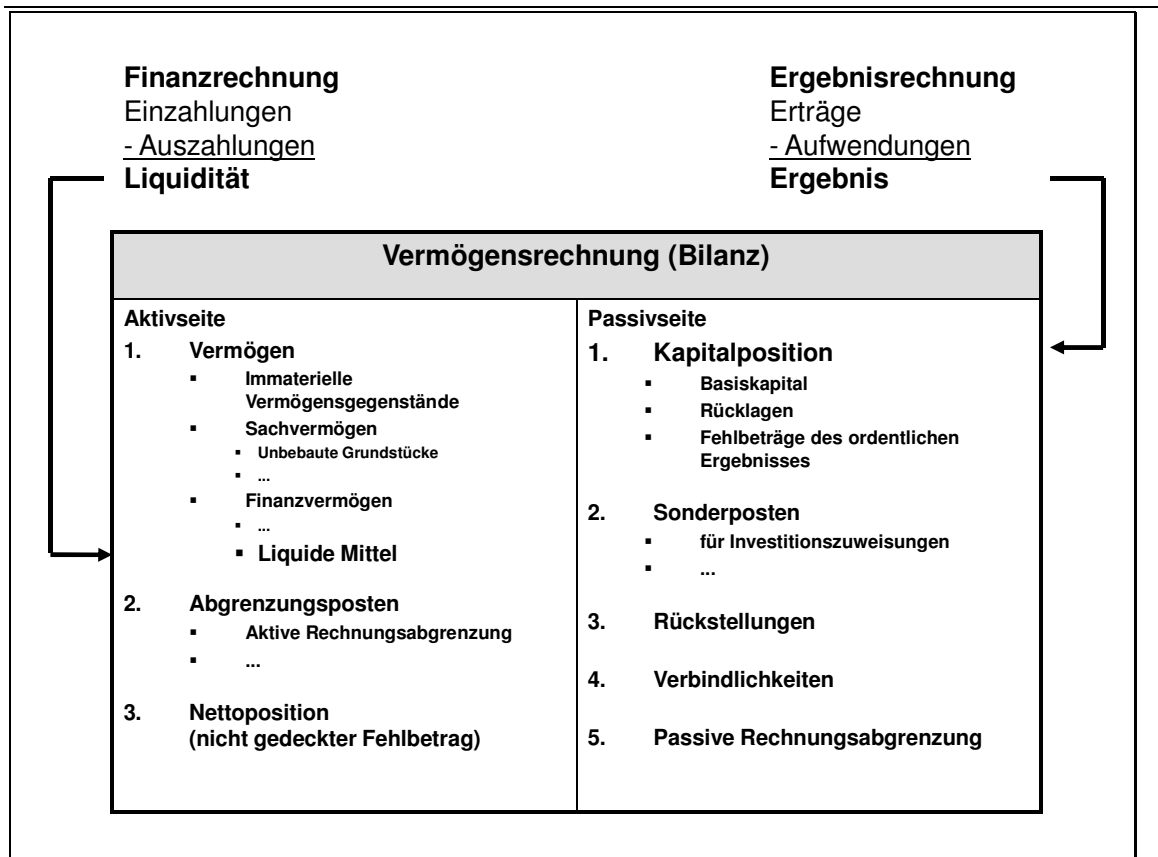 Finanzrechnung
Einzahlungen
- Auszahlungen
Liquidität
Ergebnisrechnung
Erträge
- Aufwendungen
Ergebnis
Vermögensrechnung (Bilanz)
Aktivseite
1. Vermögen
▪ Immaterielle
Vermögensgegenstände
▪ Sachvermögen
▪ Unbebaute Grundstücke
▪ ...
▪ Finanzvermögen
▪ ...
▪ Liquide Mittel
2. Abgrenzungsposten
▪ Aktive Rechnungsabgrenzung
▪ ...
3. Nettoposition
(nicht gedeckter Fehlbetrag)
Passivseite
1. Kapitalposition
▪ Basiskapital
▪ Rücklagen
▪ Fehlbeträge des ordentlichen
Ergebnisses
2. Sonderposten
▪ für Investitionszuweisungen
▪ ...
3. Rückstellungen
4. Verbindlichkeiten
5. Passive Rechnungsabgrenzung